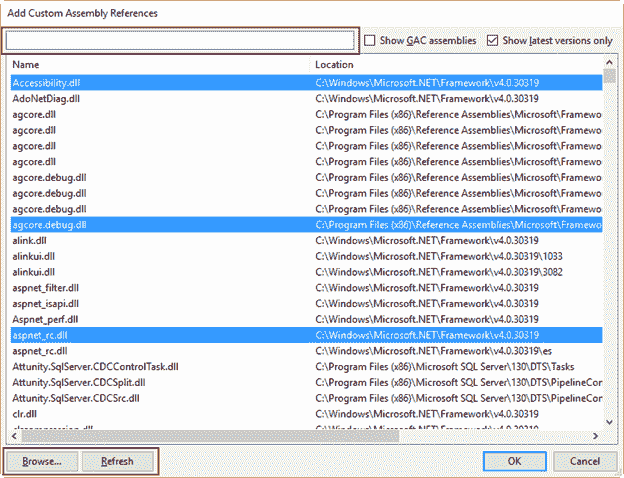 Add Custom Assembly References
Show GAC assemblies Show latest versions only
Name Location
Accessibility.dll C:\Windows\Microsoft.NET\Framework\v4.0.30319
AdoNetDiag.dll C:\Windows\Microsoft.NET\Framework\v4.0.30319
agcore.dll C:\Program Files (x86)\Reference Assemblies\Microsoft\Framewo
agcore.dll C:\Program Files (x86)\Reference Assemblies\Microsoft\Framewo
agcore.dll C:\Program Files (x86)\Reference Assemblies\Microsoft\Framewo
agcore.dll C:\Program Files (x86)\Reference Assemblies\Microsoft\Framewo
agcore.debug.dll C:\Program Files (x86)\Reference Assemblies\Microsoft\Framewo
agcore.debug.dll C:\Program Files (x86)\Reference Assemblies\Microsoft\Framewo
agcore.debug.dll C:\Program Files (x86)\Reference Assemblies\Microsoft\Framewo
agcore.debug.dll C:\Program Files (x86)\Reference Assemblies\Microsoft\Framewo
alink.dll C:\Windows\Microsoft.NET\Framework\v4.0.30319
alinkui.dll C:\Windows\Microsoft.NET\Framework\v4.0.30319\1033
alinkui.dll C:\Windows\Microsoft.NET\Framework\v4.0.30319\3082
aspnet_filter.dll C:\Windows\Microsoft.NET\Framework\v4.0.30319
aspnet_isapi.dll C:\Windows\Microsoft.NET\Framework\v4.0.30319
Aspnet_perf.dll C:\Windows\Microsoft.NET\Framework\v4.0.30319
aspnet_rc.dll C:\Windows\Microsoft.NET\Framework\v4.0.30319
aspnet_rc.dll C:\Windows\Microsoft.NET\Framework\v4.0.30319\es
Attunity.SqlServer.CDCControlTask.dll C:\Program Files (x86)\Microsoft SQL Server\130\DTS\Tasks
Attunity.SqlServer.CDCSplit.dll C:\Program Files (x86)\Microsoft SQL Server\130\DTS\PipelineCon
Attunity.SqlServer.CDCSrc.dll C:\Program Files (x86)\Microsoft SQL Server\130\DTS\PipelineCon
clr.dll C:\Windows\Microsoft.NET\Framework\v4.0.30319
Browse... Refresh OK Cancel